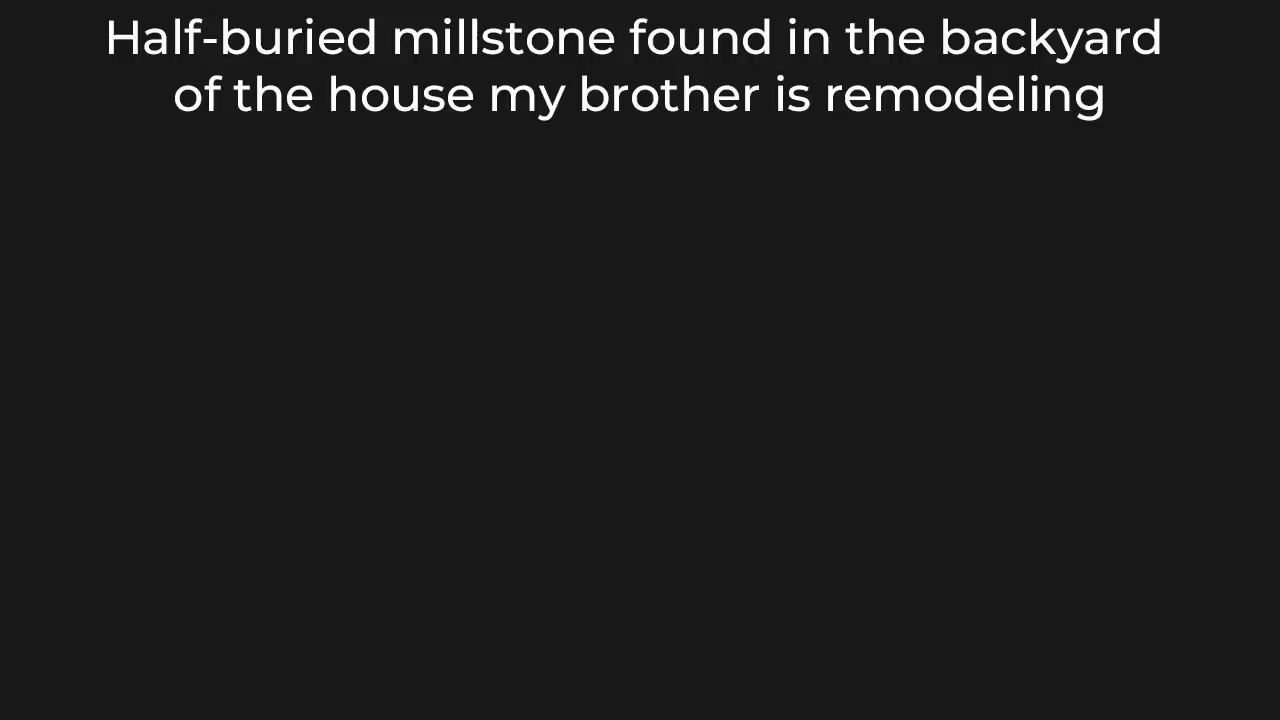 Half-buried millstone found in the backyard
of the house my brother is remodeling